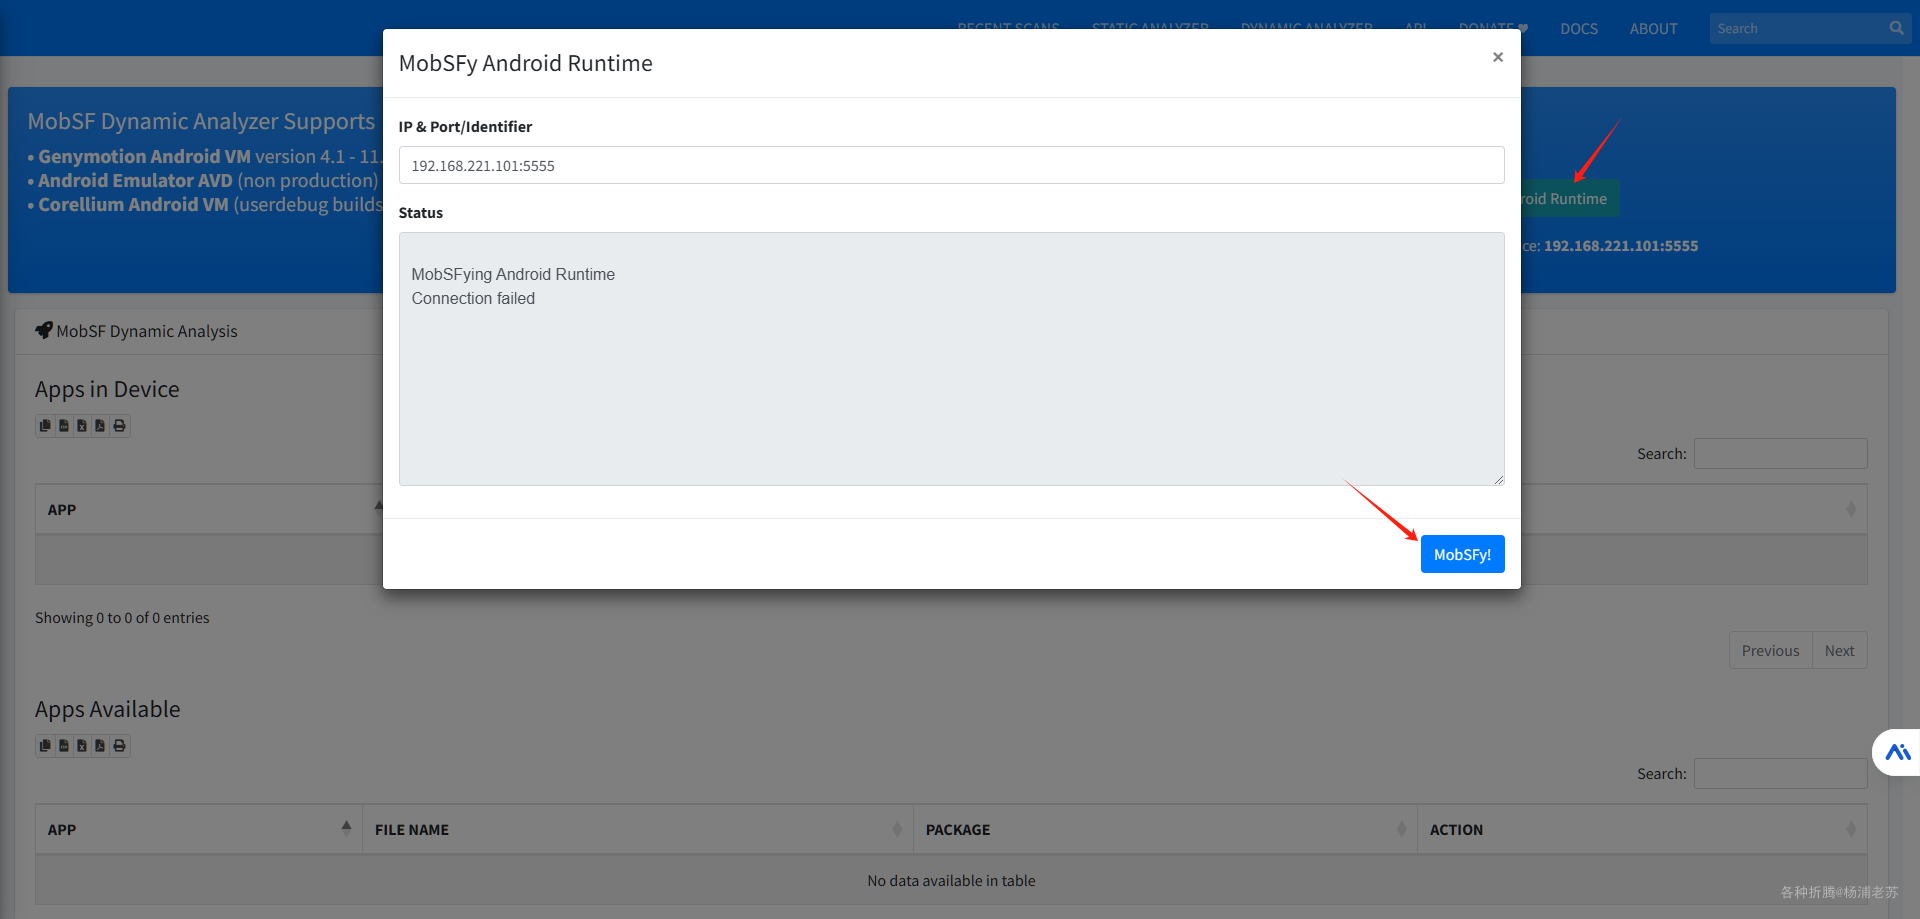 RECENT SCANS STATIC ANALYZER DYNAMIC ANALYZER API DONATE ♥ DOCS ABOUT Search
MobSFy Android Runtime ×
MobSF Dynamic Analyzer Supports
• Genymotion Android VM version 4.1 - 11.
• Android Emulator AVD (non production)
• Corellium Android VM (userdebug builds
IP & Port/Identifier
192.168.221.101:5555
Status
MobSFying Android Runtime
Connection failed
roid Runtime
ce: 192.168.221.101:5555
MobSFy!
MobSF Dynamic Analysis
Apps in Device
Search:
APP
Showing 0 to 0 of 0 entries
Previous Next
Apps Available
Search:
APP FILE NAME PACKAGE ACTION
No data available in table
各种折腾@杨浦老苏